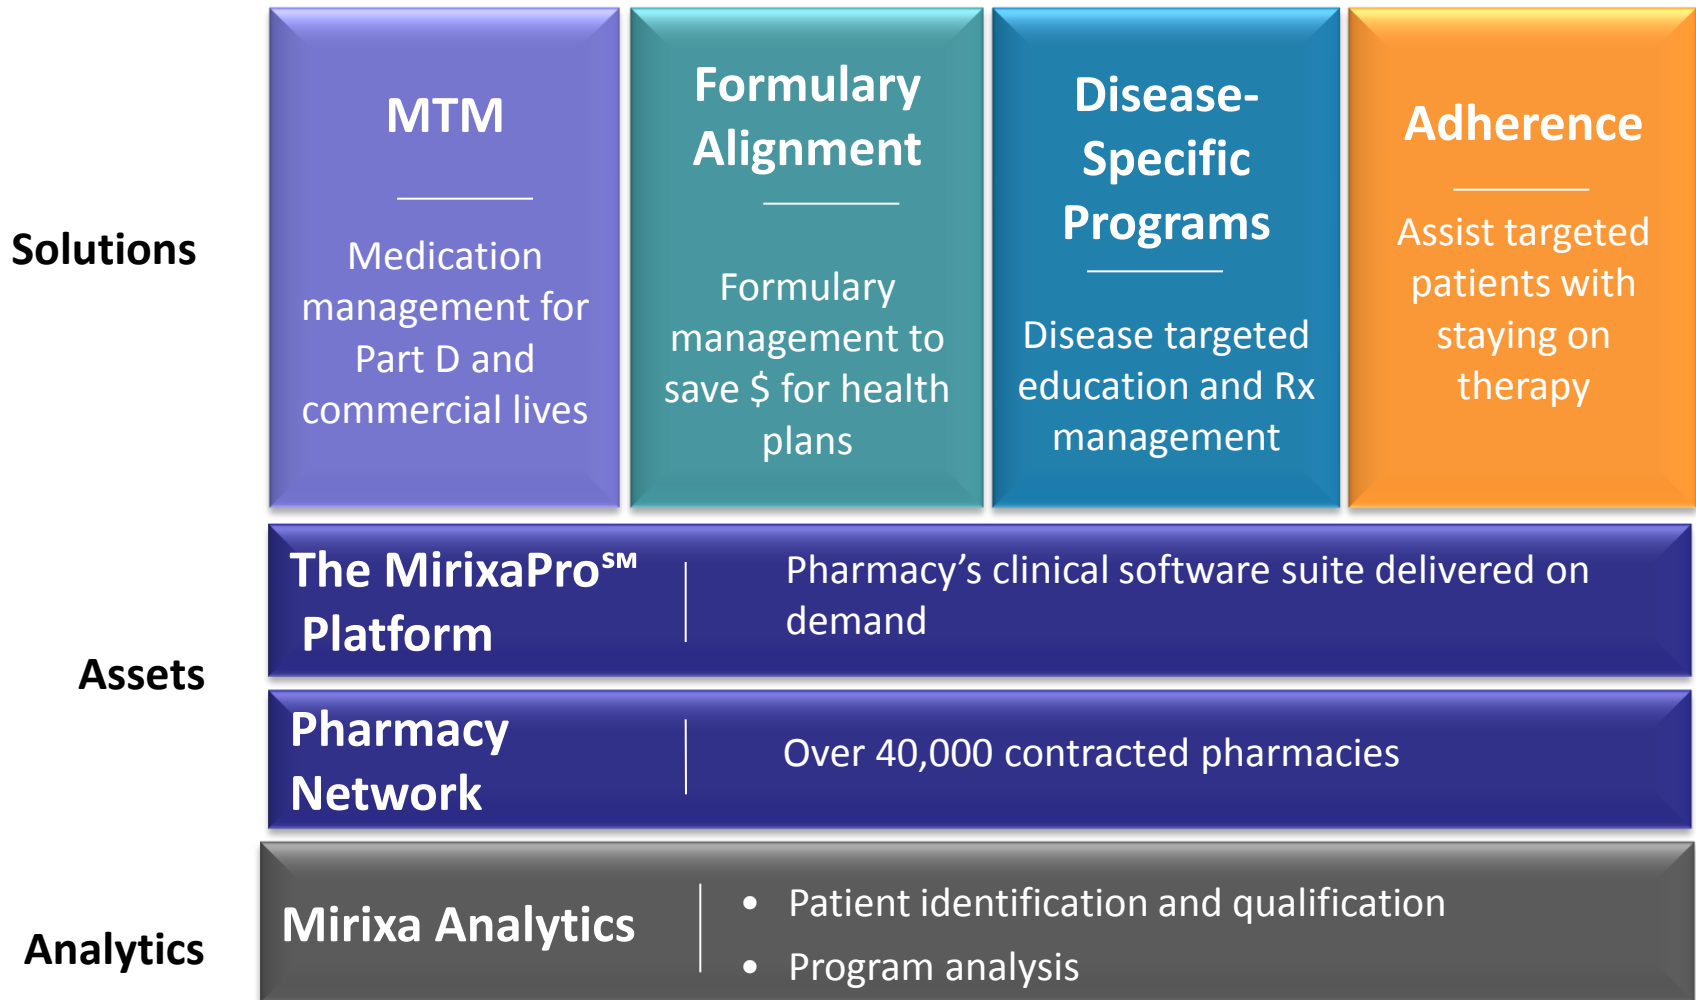 Solutions
MTM
Medication
management for
Part D and
commercial lives
Formulary
Alignment
Formulary
management to
save $ for health
plans
Disease-
Specific
Programs
Disease targeted
education and Rx
management
Adherence
Assist targeted
patients with
staying on
therapy
Assets
The MirixaPro℠
Platform
Pharmacy’s clinical software suite delivered on
demand
Pharmacy
Network
Over 40,000 contracted pharmacies
Analytics
Mirixa Analytics
• Patient identification and qualification
• Program analysis